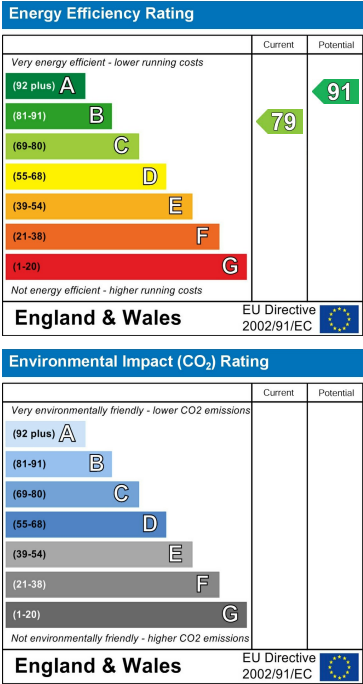 Energy Efficiency Rating
Current Potential
Very energy efficient - lower running costs
(92 plus) A
(81-91) B
(69-80) C
(55-68) D
(39-54) E
(21-38) F
(1-20) G
79
91
Not energy efficient - higher running costs
England & Wales
EU Directive
2002/91/EC
Environmental Impact (CO₂) Rating
Current Potential
Very environmentally friendly - lower CO2 emissions
(92 plus) A
(81-91) B
(69-80) C
(55-68) D
(39-54) E
(21-38) F
(1-20) G
Not environmentally friendly - higher CO2 emissions
England & Wales
EU Directive
2002/91/EC